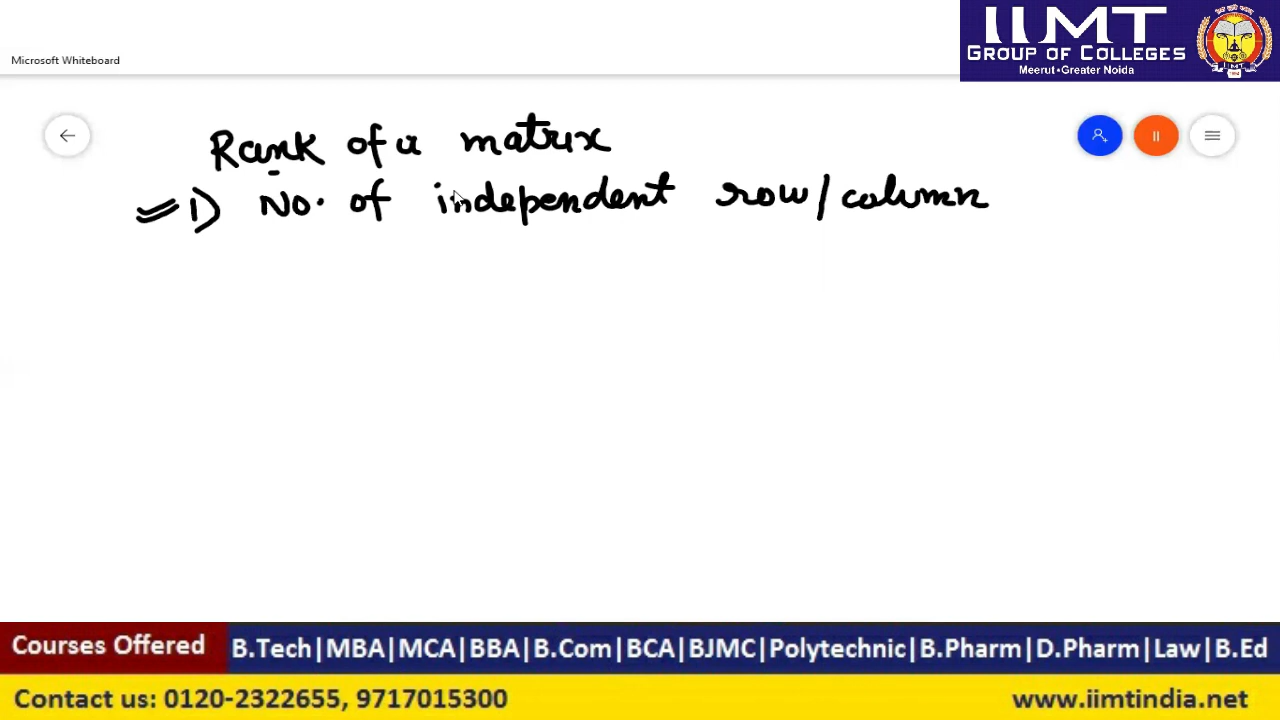 IIMT
GROUP OF COLLEGES
Meerut•Greater Noida
Microsoft Whiteboard
Rank of a matrix
1) No. of independent row/column
Courses Offered
B.Tech|MBA|MCA|BBA|B.Com|BCA|BJMC|Polytechnic|B.Pharm|D.Pharm|Law|B.Ed
Contact us: 0120-2322655, 9717015300
www.iimtindia.net